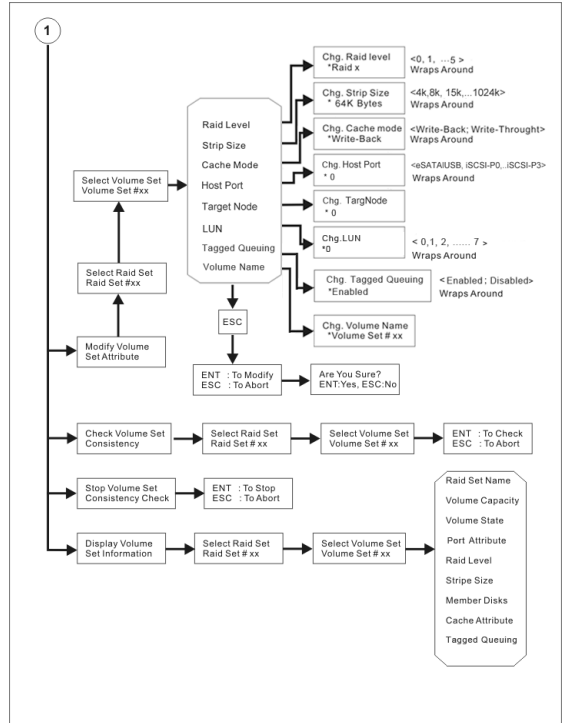 1
Chg. Raid level
*Raid x
<0, 1, ...5 >
Wraps Around
Chg. Strip Size
* 64K Bytes
<4k,8k, 15k,...1024k>
Wraps Around
Chg. Cache mode
*Write-Back
<Write-Back; Write-Throught>
Wraps Around
Chg. Host Port
* 0
<eSATAIUSB, iSCSI-P0,..iSCSI-P3>
Wraps Around
Chg. TargNode
* 0
Chg.LUN
*0
< 0,1, 2, ...... 7 >
Wraps Around
Chg. Tagged Queuing
*Enabled
<Enabled ; Disabled>
Wraps Around
Chg. Volume Name
*Volume Set # xx
Raid Level
Strip Size
Cache Mode
Host Port
Target Node
LUN
Tagged Queuing
Volume Name
Select Volume Set
Volume Set #xx
Select Raid Set
Raid Set #xx
Modify Volume
Set Attribute
ESC
ENT : To Modify
ESC : To Abort
Are You Sure?
ENT:Yes, ESC:No
Check Volume Set
Consistency
Select Raid Set
Raid Set # xx
Select Volume Set
Volume Set # xx
ENT : To Check
ESC : To Abort
Stop Volume Set
Consistency Check
ENT : To Stop
ESC : To Abort
Display Volume
Set Information
Select Raid Set
Raid Set # xx
Select Volume Set
Volume Set # xx
Raid Set Name
Volume Capacity
Volume State
Port Attribute
Raid Level
Stripe Size
Member Disks
Cache Attribute
Tagged Queuing